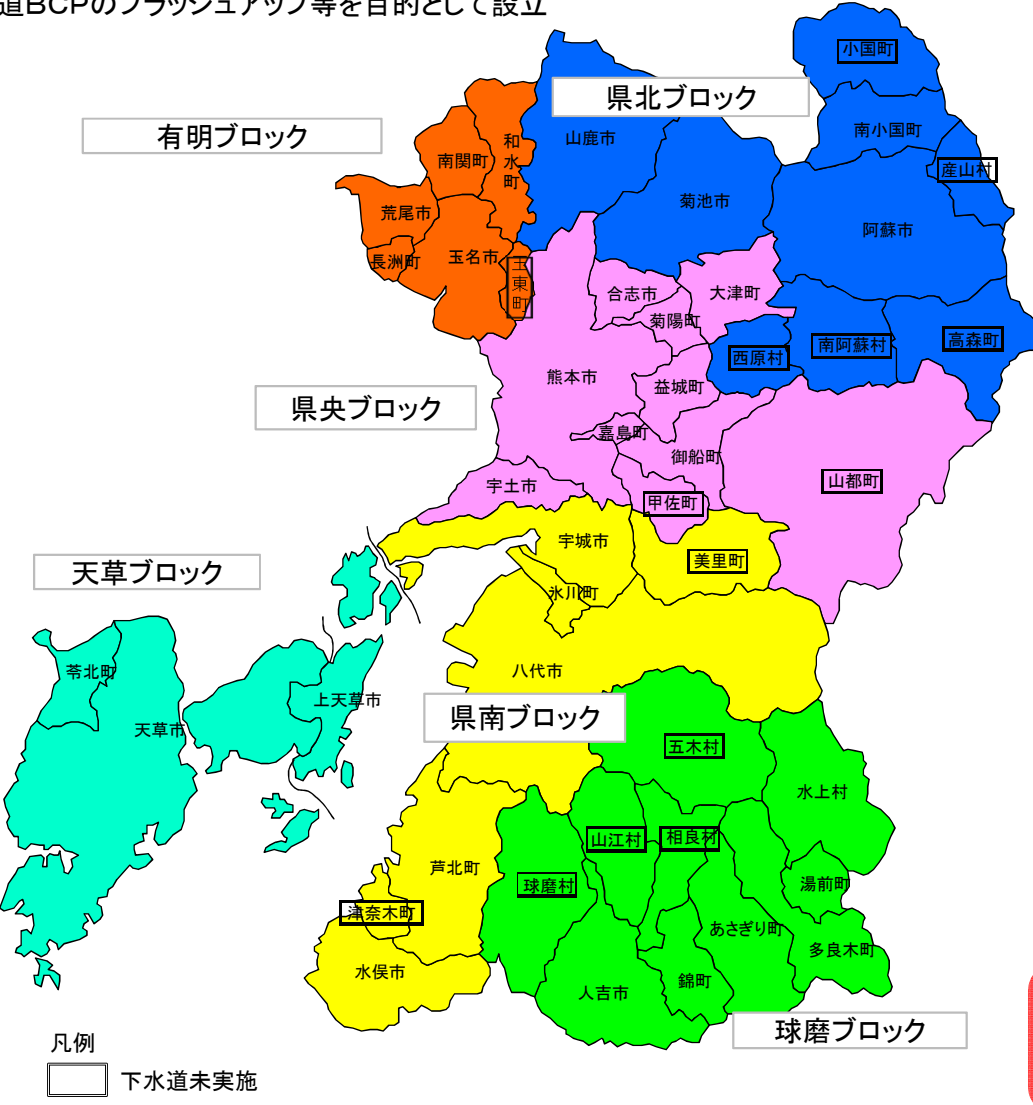 道BCPのブラッシュアップ等を目的として設立
小国町
県北ブロック
有明ブロック
南小国町
山鹿市
和水町
南関町
産山村
菊池市
荒尾市
阿蘇市
玉名市
長洲町
玉東町
合志市
大津町
菊陽町
高森町
南阿蘇村
西原村
熊本市
益城町
県央ブロック
嘉島町
御船町
山都町
宇土市
甲佐町
宇城市
美里町
天草ブロック
氷川町
苓北町
八代市
上天草市
県南ブロック
天草市
五木村
水上村
山江村
相良村
芦北町
球磨村
湯前町
津奈木町
あさぎり町
多良木町
水俣市
錦町
人吉市
球磨ブロック
凡例
下水道未実施